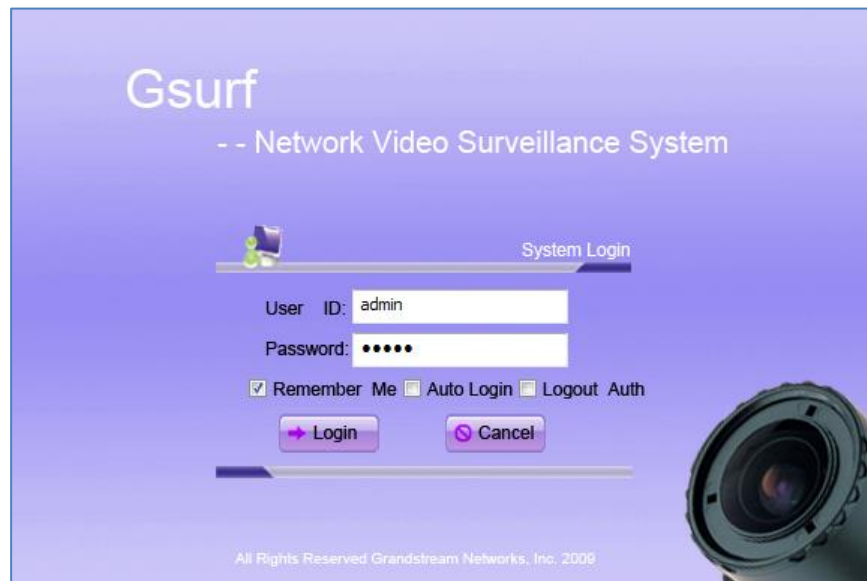 Gsurf
- - Network Video Surveillance System
System Login
User ID: admin
Password: •••••
Remember Me Auto Login Logout Auth
Login Cancel
All Rights Reserved Grandstream Networks, Inc. 2009